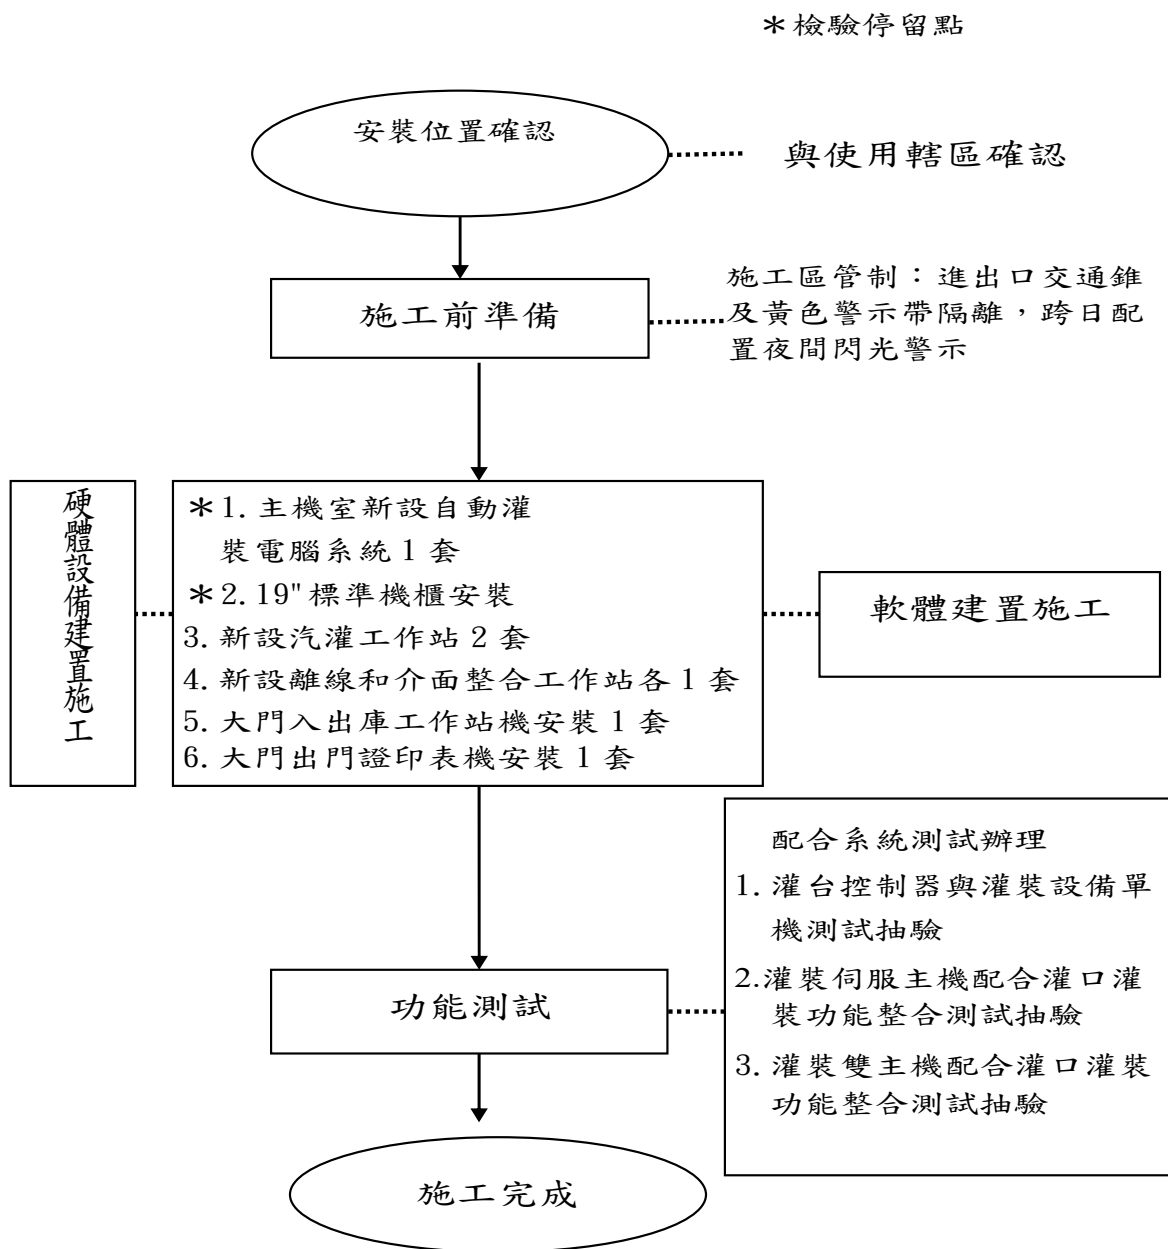 ＊檢驗停留點
安裝位置確認
與使用轄區確認
施工前準備
施工區管制：進出口交通錐
及黃色警示帶隔離，跨日配
置夜間閃光警示
硬體設備建置施工
＊1. 主機室新設自動灌
裝電腦系統 1 套
＊2. 19" 標準機櫃安裝
3. 新設汽灌工作站 2 套
4. 新設離線和介面整合工作站各 1 套
5. 大門入出庫工作站機安裝 1 套
6. 大門出門證印表機安裝 1 套
軟體建置施工
功能測試
配合系統測試辦理
1. 灌台控制器與灌裝設備單
機測試抽驗
2.灌裝伺服主機配合灌口灌
裝功能整合測試抽驗
3. 灌裝雙主機配合灌口灌裝
功能整合測試抽驗
施工完成